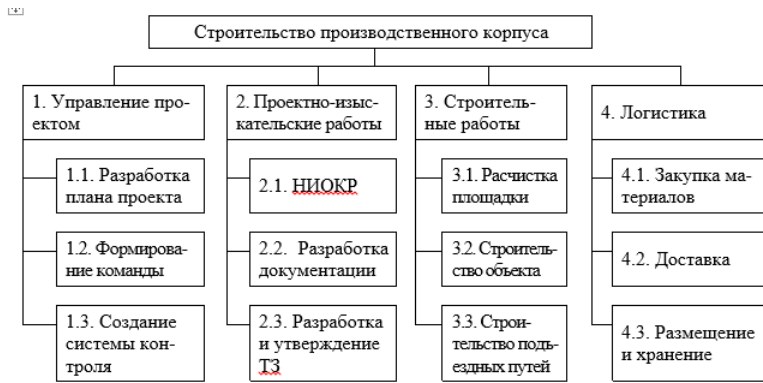 Строительство производственного корпуса
1. Управление про-
ектом
1.1. Разработка
плана проекта
1.2. Формирова-
ние команды
1.3. Создание
системы кон-
троля
2. Проектно-изыс-
кательские работы
2.1. НИОКР
2.2. Разработка
документации
2.3. Разработка
и утверждение
ТЗ
3. Строитель-
ные работы
3.1. Расчистка
площадки
3.2. Строитель-
ство объекта
3.3. Строи-
тельство подъ-
ездных путей
4. Логистика
4.1. Закупка ма-
териалов
4.2. Доставка
4.3. Размещение
и хранение